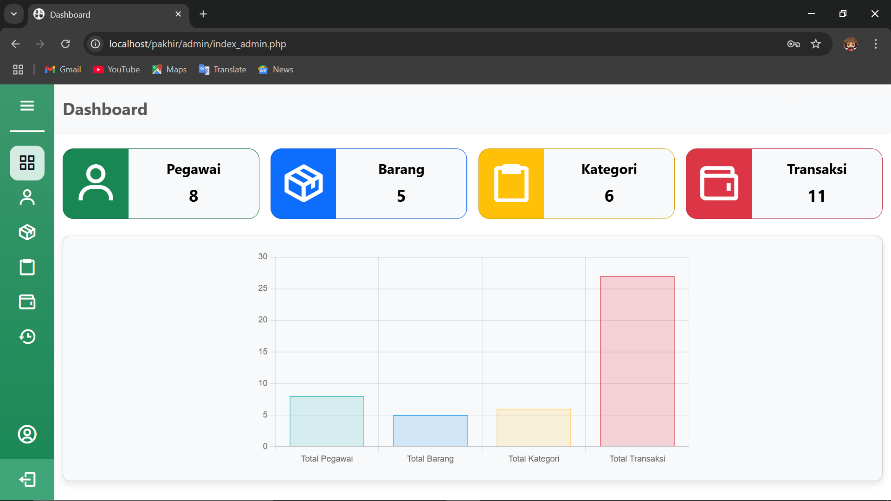 Dashboard
localhost/pakhir/admin/index_admin.php
Gmail YouTube Maps Translate News
Dashboard
Pegawai
8
Barang
5
Kategori
6
Transaksi
11
30
25
20
15
10
5
0
Total Pegawai Total Barang Total Kategori Total Transaksi